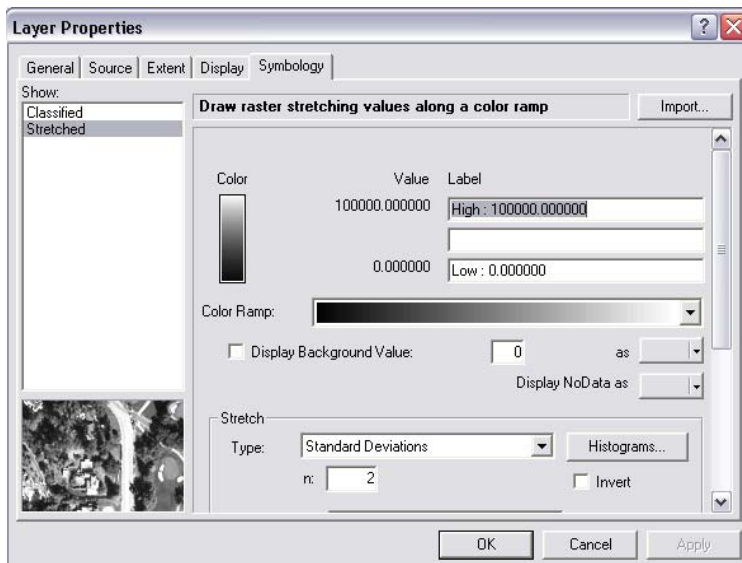 Layer Properties
General Source Extent Display Symbology
Show:
Classified
Stretched
Draw raster stretching values along a color ramp
Import...
Color Value Label
100000.000000 High : 100000.000000
0.000000 Low : 0.000000
Color Ramp:
Display Background Value: 0 as
Display NoData as
Stretch
Type: Standard Deviations Histograms...
n: 2 Invert
OK Cancel Apply